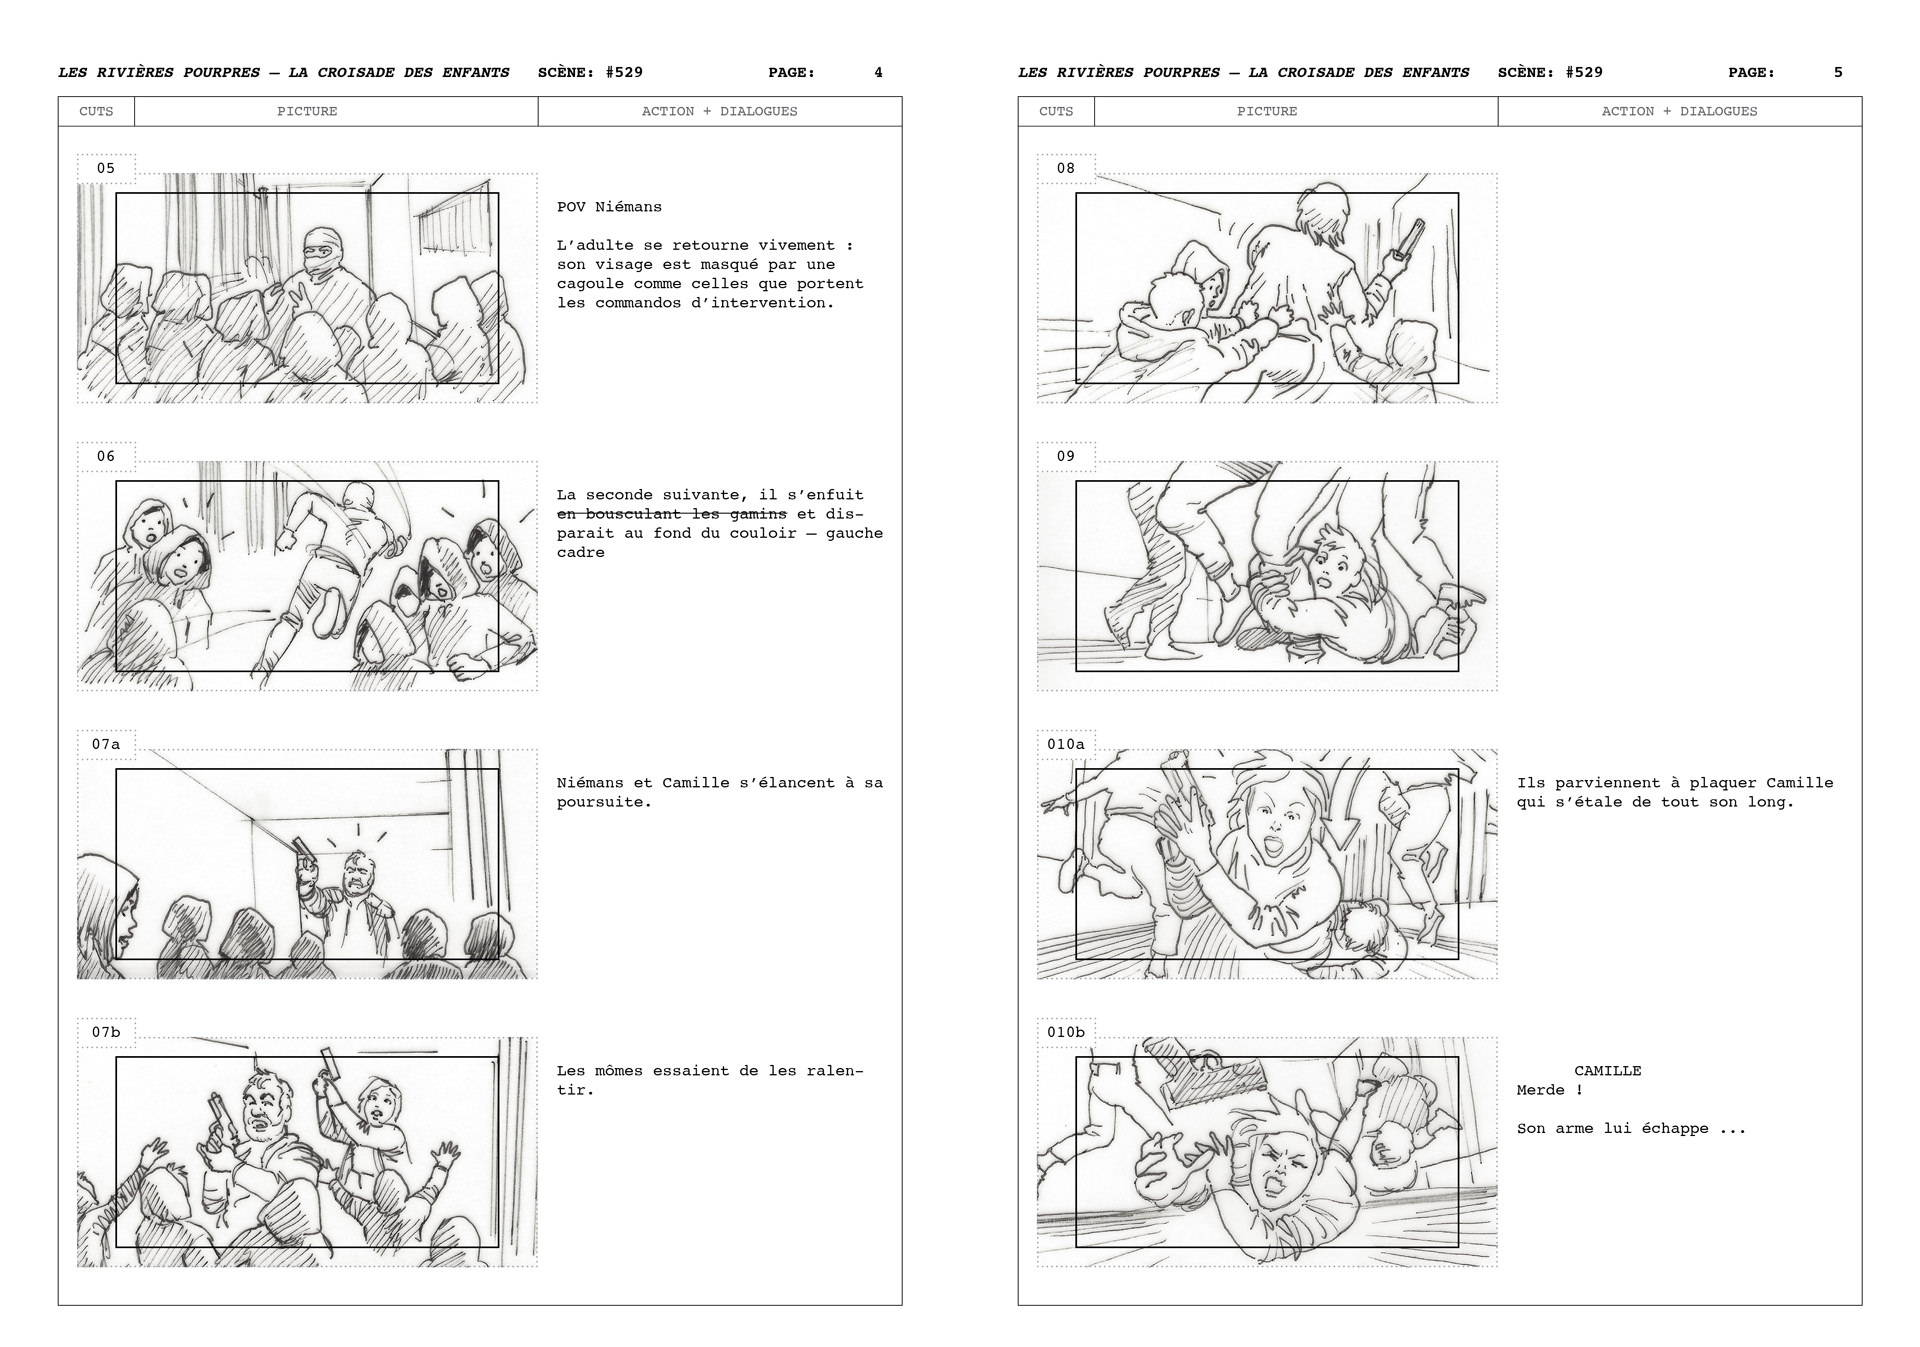 LES RIVIÈRES POURPRES — LA CROISADE DES ENFANTS SCÈNE: #529 PAGE: 4
CUTS PICTURE ACTION + DIALOGUES
05
POV Niémans
L’adulte se retourne vivement :
son visage est masqué par une
cagoule comme celles que portent
les commandos d’intervention.
06
La seconde suivante, il s’enfuit
en bousculant les gamins et dis–
parait au fond du couloir — gauche
cadre
07a
Niémans et Camille s’élancent à sa
poursuite.
07b
Les mômes essaient de les ralen–
tir.
LES RIVIÈRES POURPRES — LA CROISADE DES ENFANTS SCÈNE: #529 PAGE: 5
CUTS PICTURE ACTION + DIALOGUES
08
09
010a
Ils parviennent à plaquer Camille
qui s’étale de tout son long.
010b
CAMILLE
Merde !
Son arme lui échappe ...